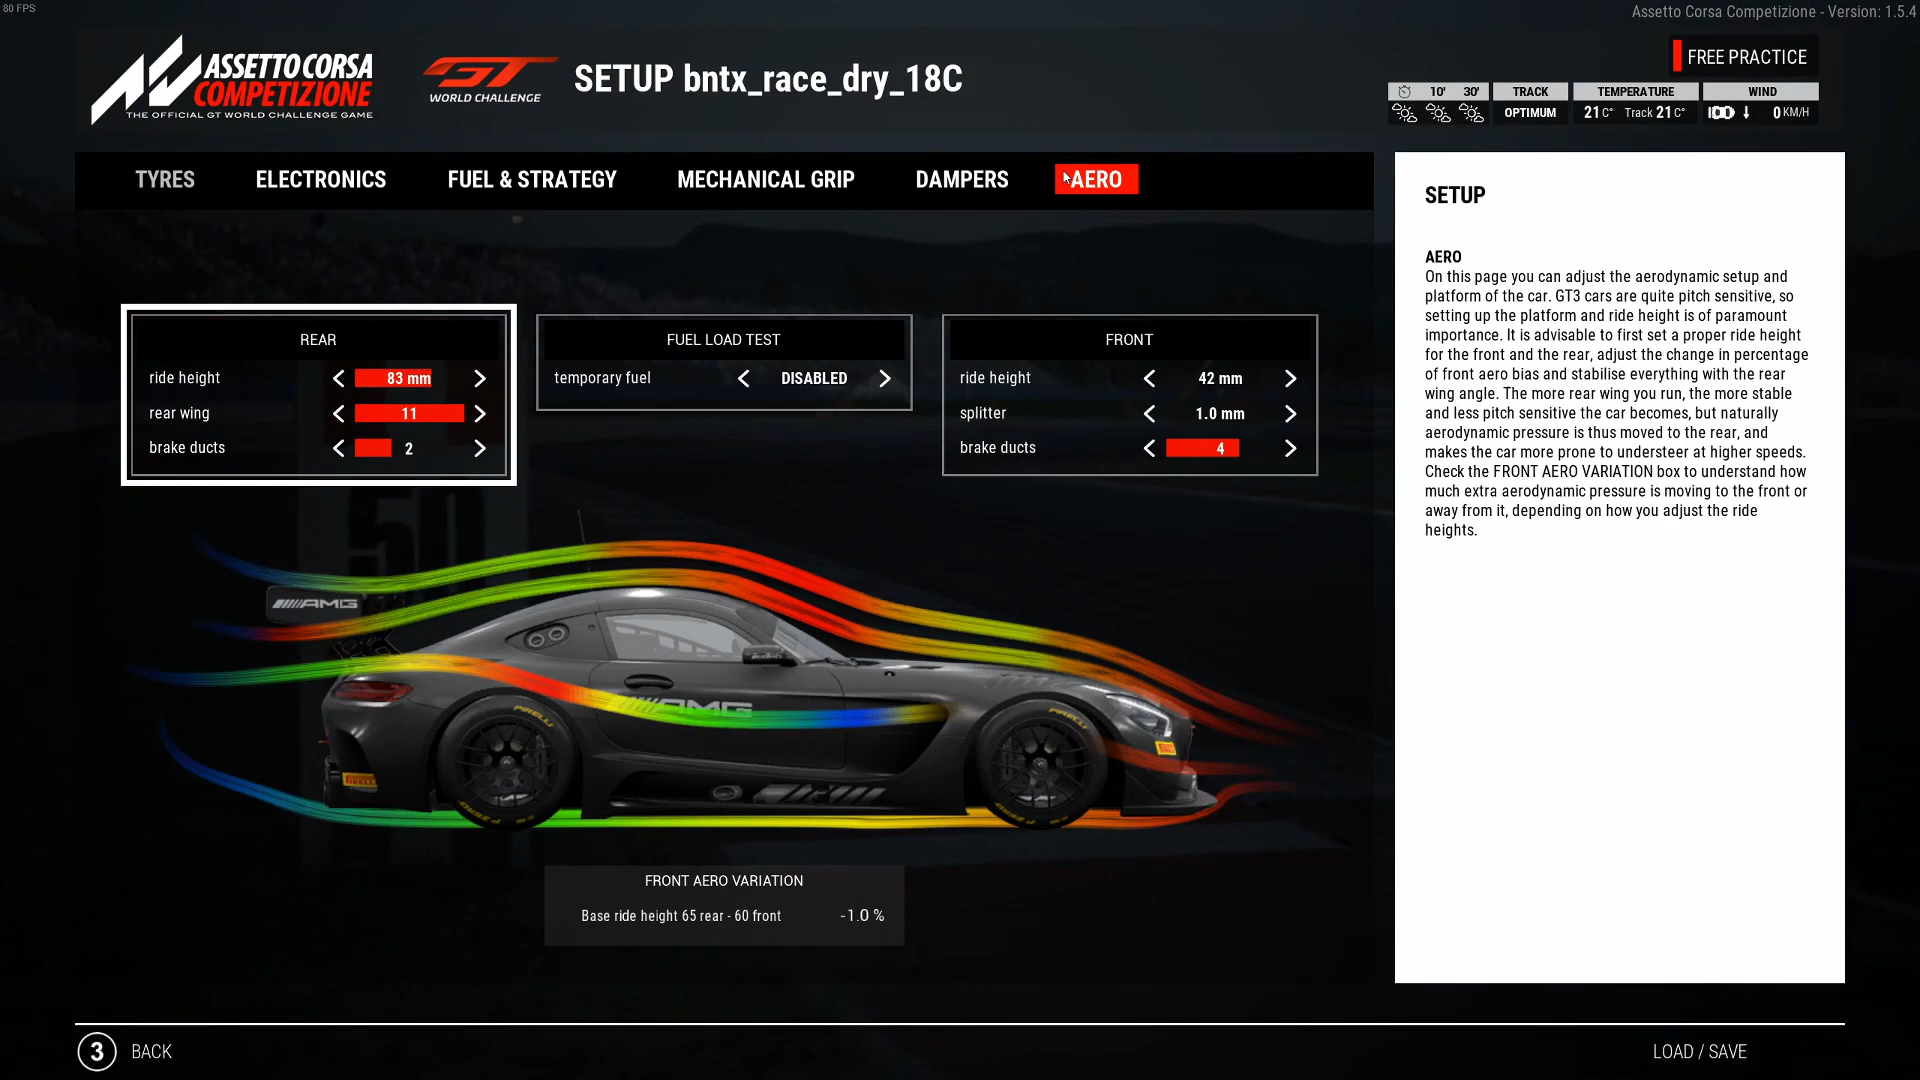 80 FPS
Assetto Corsa Competizione - Version: 1.5.4
ASSETTO CORSA
COMPETIZIONE
THE OFFICIAL GT WORLD CHALLENGE GAME
GT
WORLD CHALLENGE
SETUP bntx_race_dry_18C
FREE PRACTICE
10' 30' TRACK TEMPERATURE WIND
OPTIMUM 21 C° Track 21 C° 0 KM/H
TYRES ELECTRONICS FUEL & STRATEGY MECHANICAL GRIP DAMPERS AERO
REAR
ride height 83 mm
rear wing 11
brake ducts 2
FUEL LOAD TEST
temporary fuel DISABLED
FRONT
ride height 42 mm
splitter 1.0 mm
brake ducts 4
SETUP
AERO
On this page you can adjust the aerodynamic setup and
platform of the car. GT3 cars are quite pitch sensitive, so
setting up the platform and ride height is of paramount
importance. It is advisable to first set a proper ride height
for the front and the rear, adjust the change in percentage
of front aero bias and stabilise everything with the rear
wing angle. The more rear wing you run, the more stable
and less pitch sensitive the car becomes, but naturally
aerodynamic pressure is thus moved to the rear, and
makes the car more prone to understeer at higher speeds.
Check the FRONT AERO VARIATION box to understand how
much extra aerodynamic pressure is moving to the front or
away from it, depending on how you adjust the ride
heights.
50
AMG
AMG
PIRELLI
PIRELLI
PIRELLI
P ZERO
P ZERO
FRONT AERO VARIATION
Base ride height 65 rear - 60 front -1.0 %
3 BACK
LOAD / SAVE